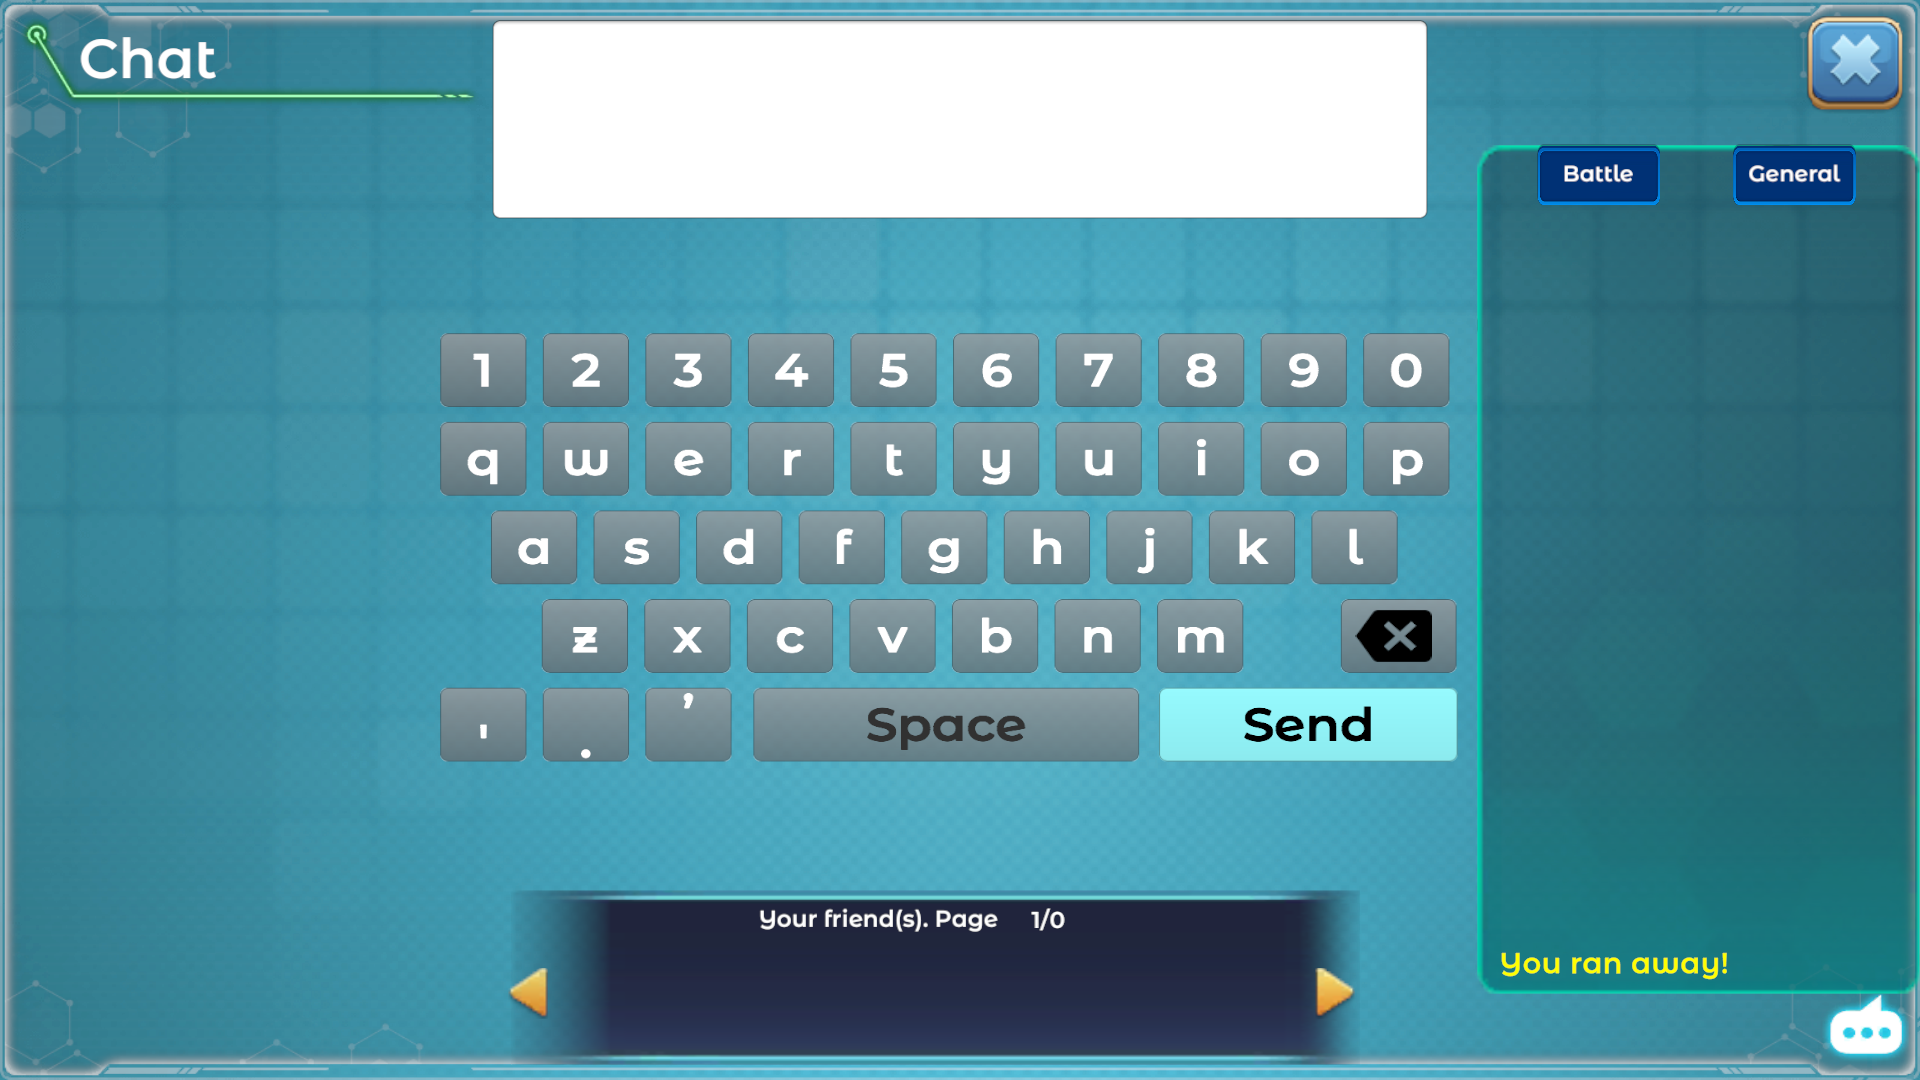 Chat
Battle
General
1 2 3 4 5 6 7 8 9 0
q w e r t y u i o p
a s d f g h j k l
z x c v b n m
, . ’ Space Send
Your friend(s). Page 1/0
You ran away!